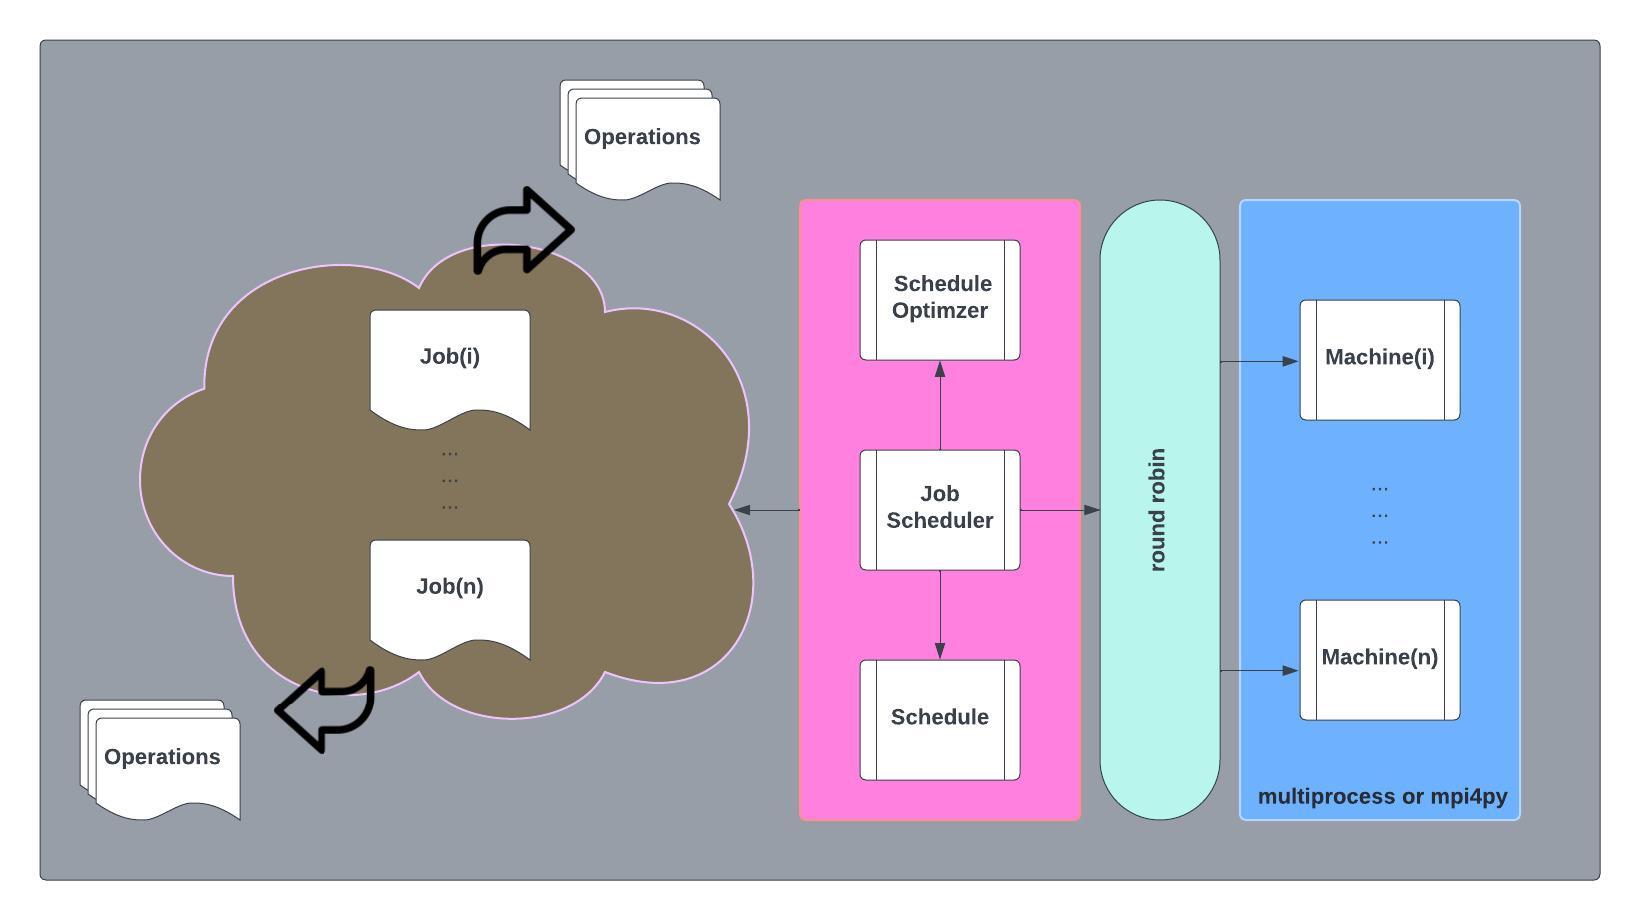 Operations
Job(i)
...
...
...
Job(n)
Operations
Schedule
Optimzer
Job
Scheduler
Schedule
round robin
Machine(i)
...
...
...
Machine(n)
multiprocess or mpi4py